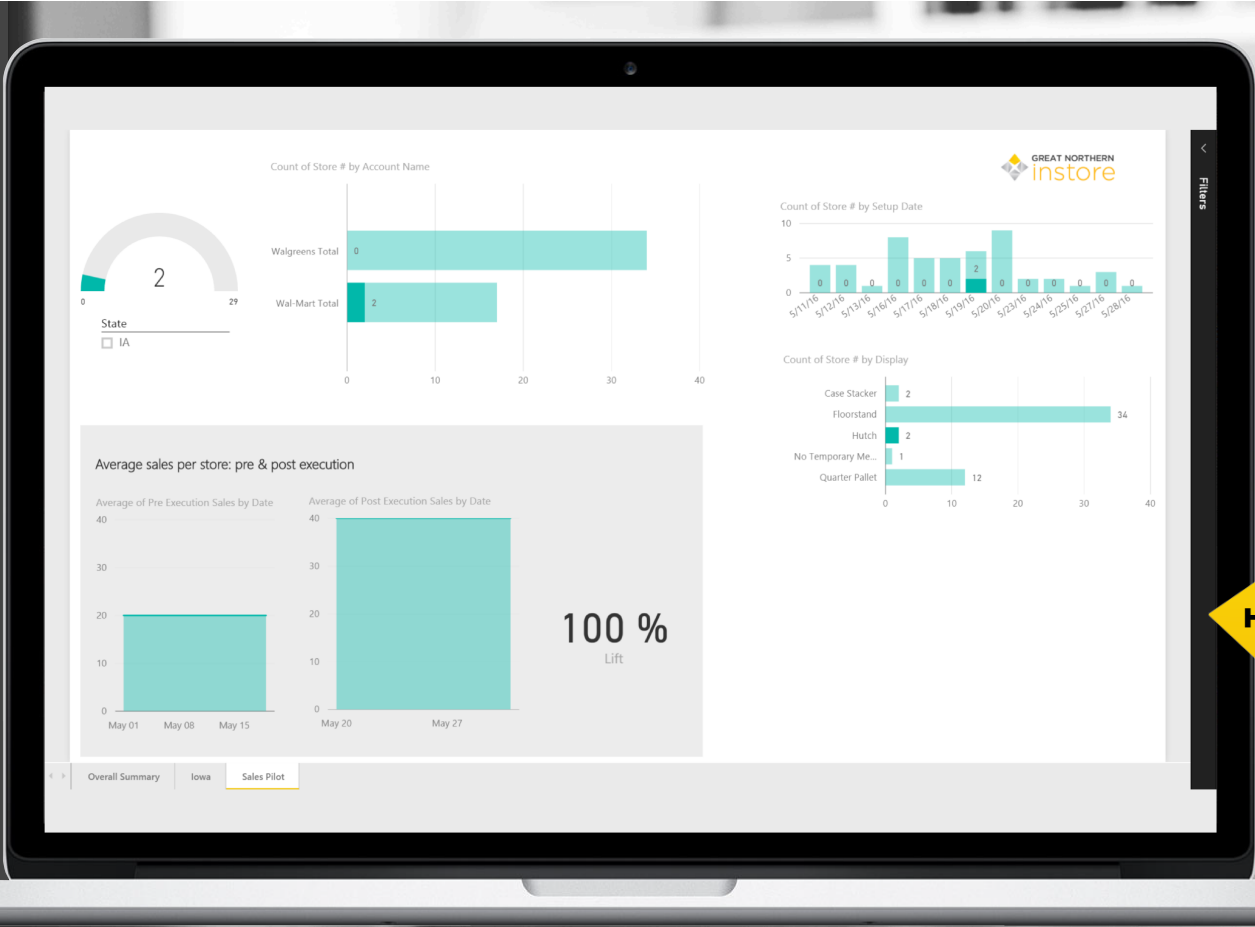 Count of Store # by Account Name
Walgreens Total
0
Wal-Mart Total
2
0
10
20
30
40
2
0
29
State
IA
GREAT NORTHERN
instore
Filters
Count of Store # by Setup Date
10
5
0
0
0
0
0
0
0
2
0
0
0
0
0
0
5/11/16
5/12/16
5/13/16
5/16/16
5/17/16
5/18/16
5/19/16
5/20/16
5/23/16
5/24/16
5/25/16
5/27/16
5/28/16
Count of Store # by Display
Case Stacker
2
Floorstand
34
Hutch
2
No Temporary Me...
1
Quarter Pallet
12
0
10
20
30
40
Average sales per store: pre & post execution
Average of Pre Execution Sales by Date
40
30
20
10
0
May 01
May 08
May 15
Average of Post Execution Sales by Date
40
30
20
10
0
May 20
May 27
100 %
Lift
H
Overall Summary
Iowa
Sales Pilot